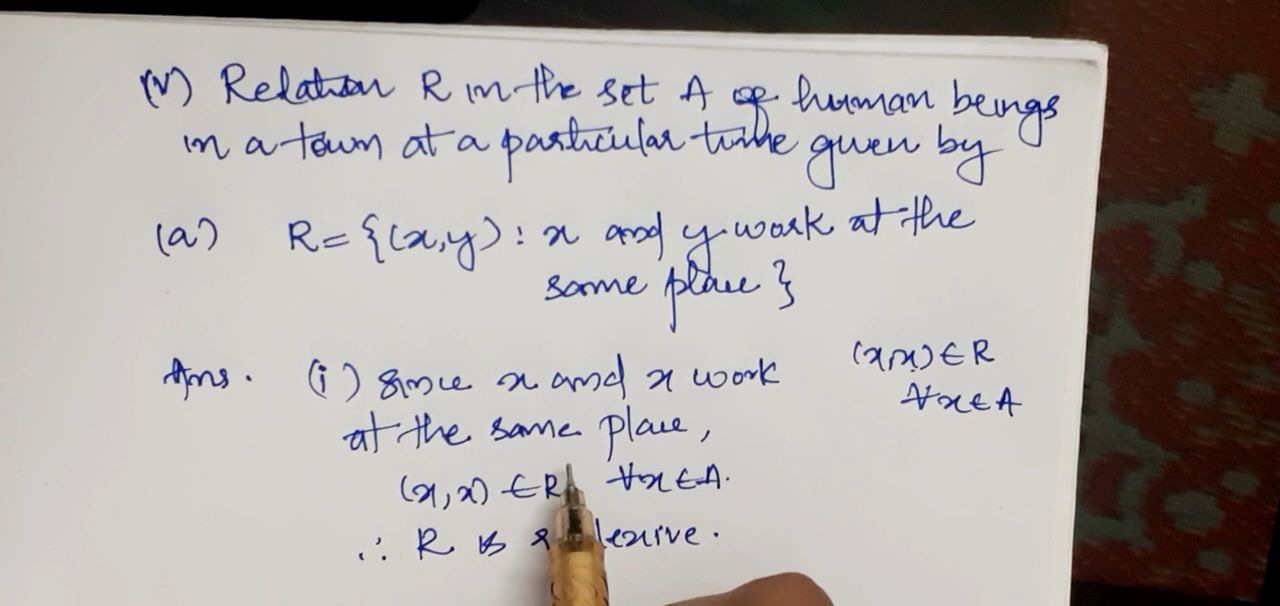 (v) Relation R in the set A of human beings
in a town at a particular time given by
(a) R = {(x,y) : x and y work at the
same place }
Ans. (i) Since x and x work
at the same place,
(x,x) ∈ R ∀x∈A.
∴ R is
(x,x) ∈ R
∀x∈A